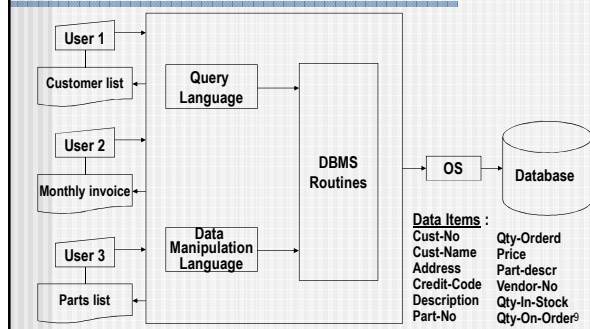 User 1
Customer list
User 2
Monthly invoice
User 3
Parts list
Query
Language
Data
Manipulation
Language
DBMS
Routines
OS
Database
Data Items :
Cust-No
Cust-Name
Address
Credit-Code
Description
Part-No
Qty-Orderd
Price
Part-descr
Vendor-No
Qty-In-Stock
Qty-On-Order
9